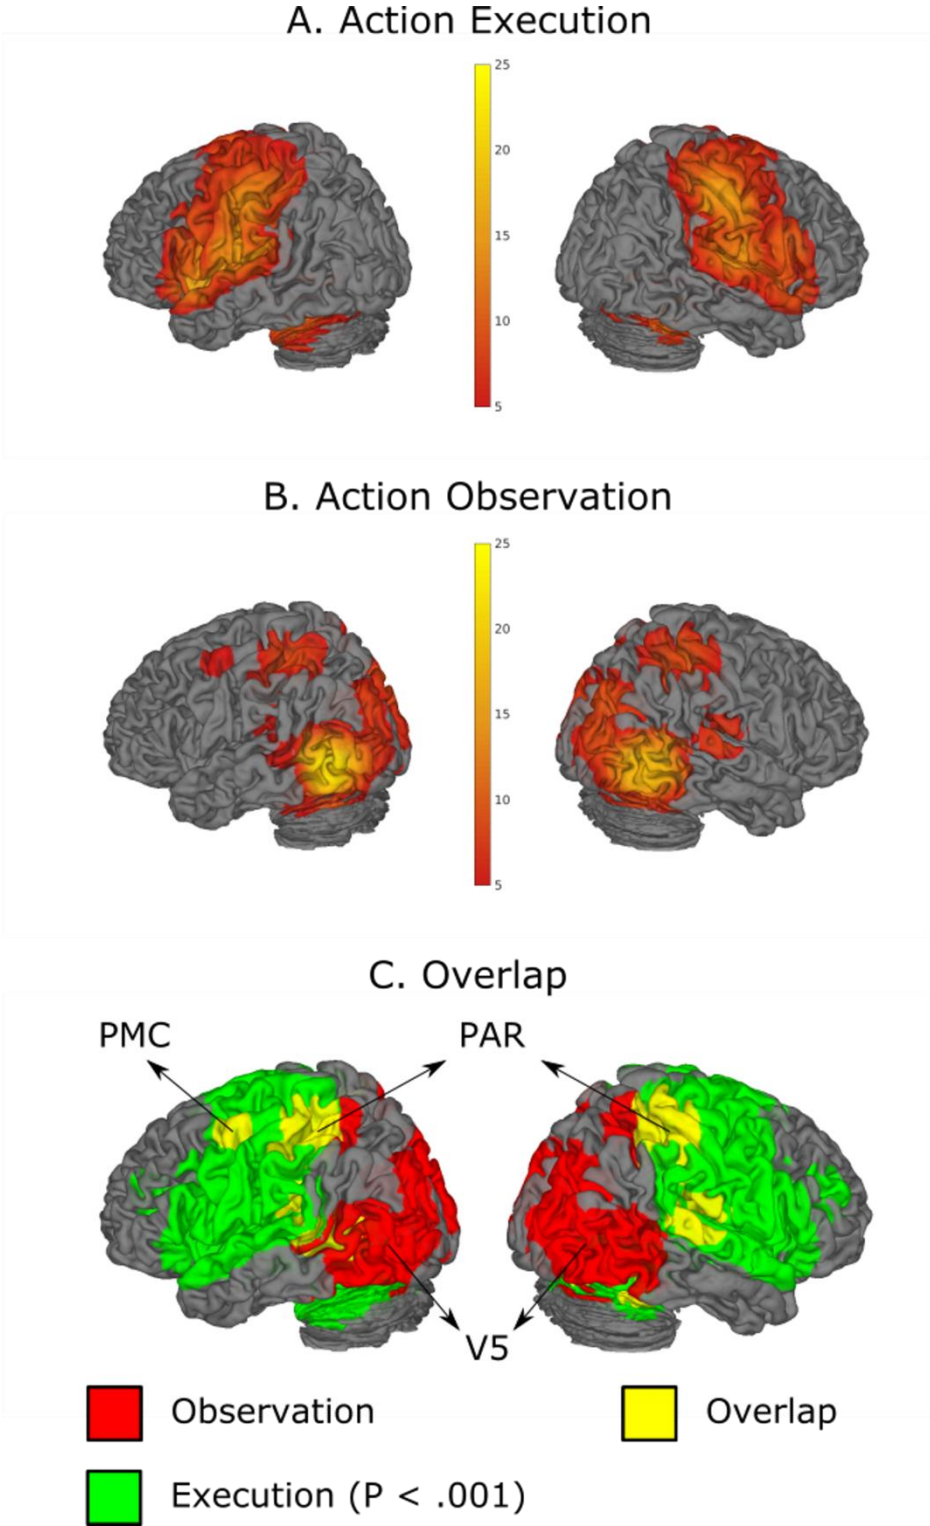 A. Action Execution
25
20
15
10
5
B. Action Observation
25
20
15
10
5
C. Overlap
PMC PAR
V5
Observation Overlap
Execution (P < .001)